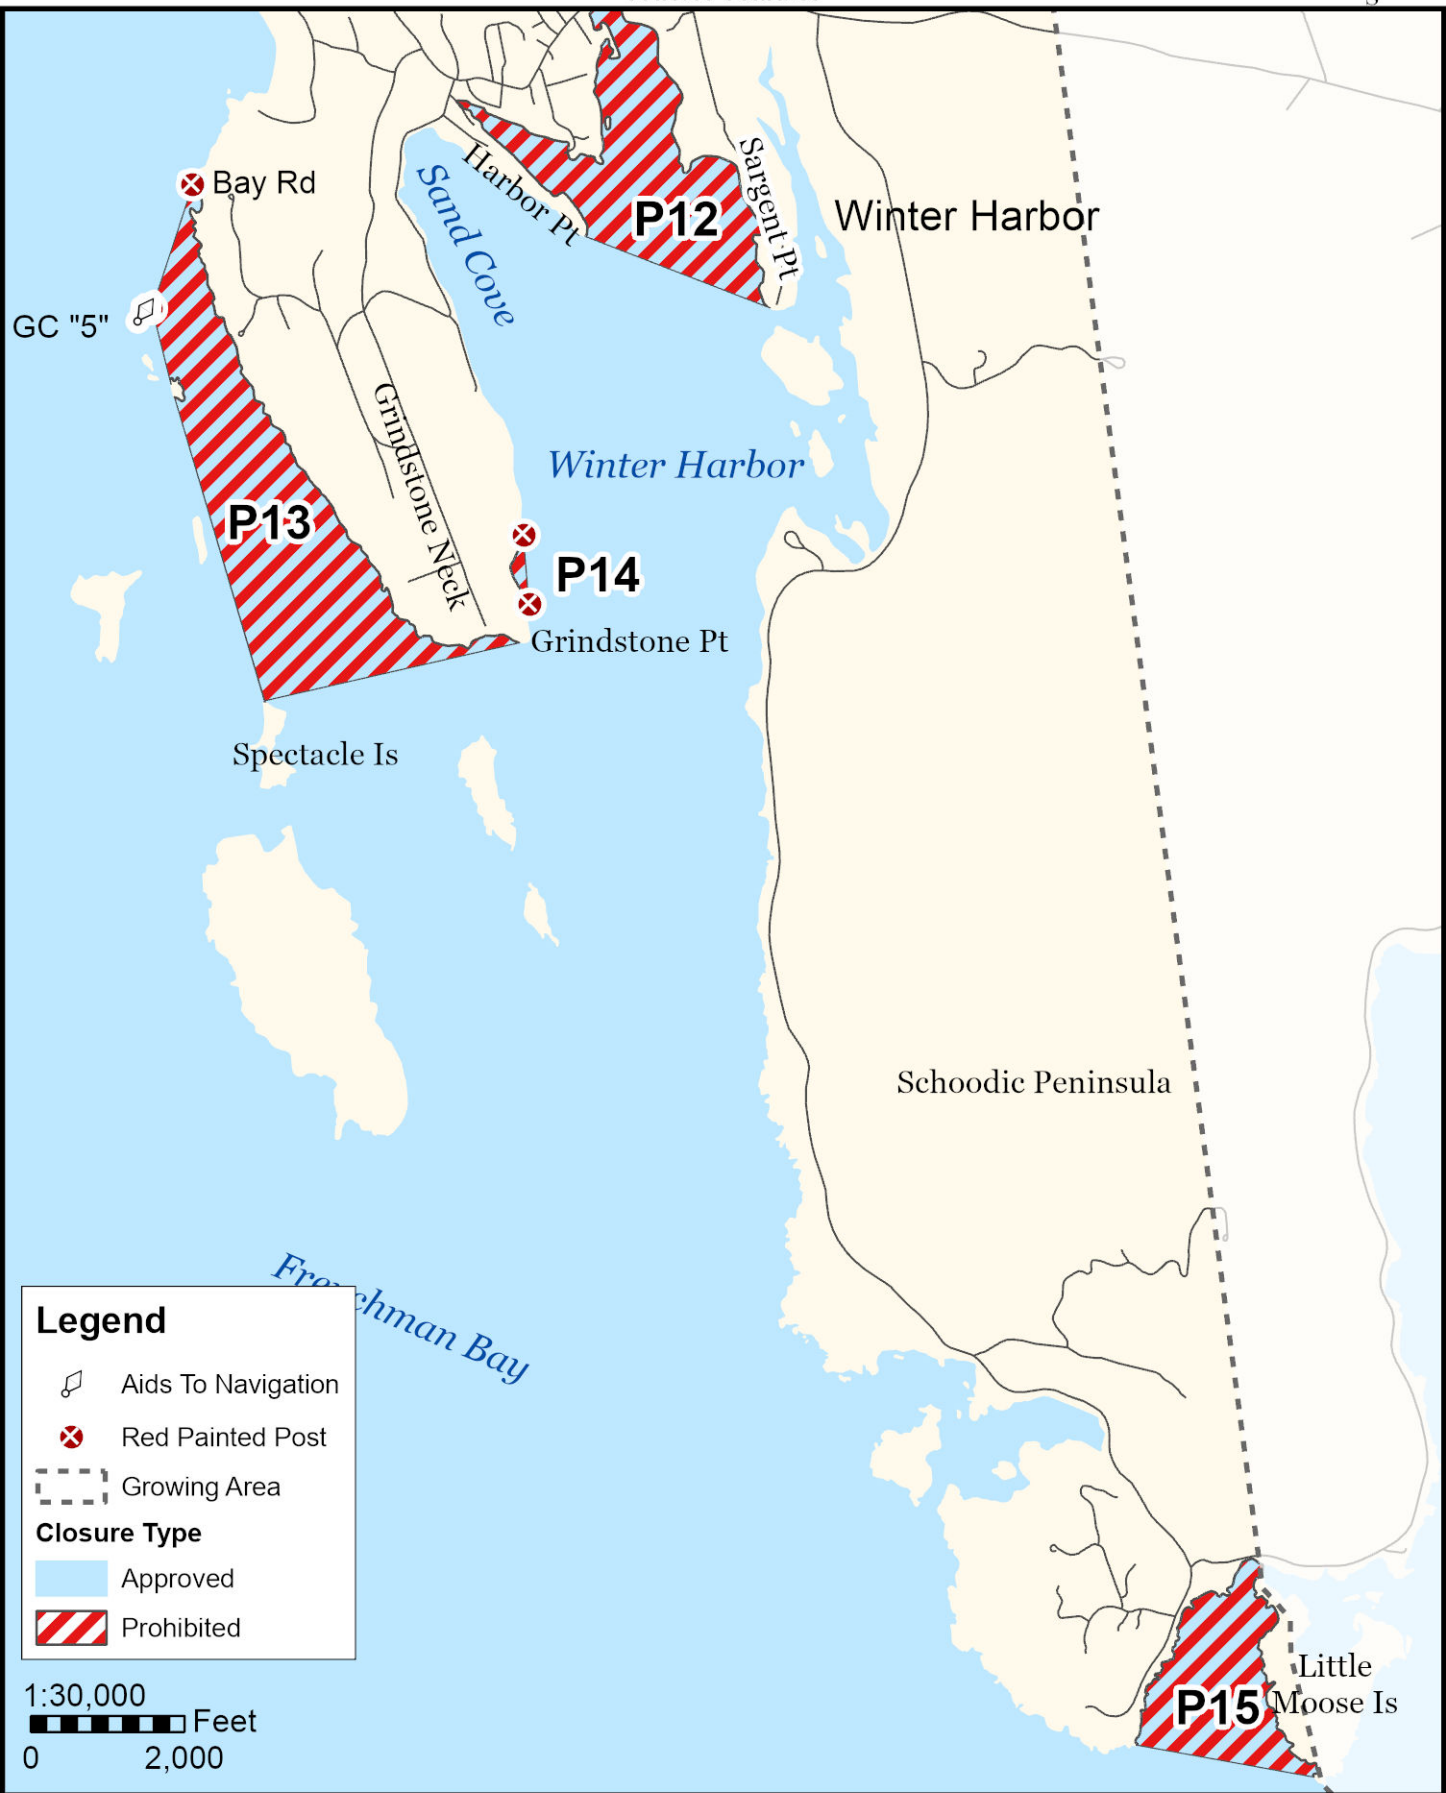 Bay Rd
Harbor Pt
Sargent Pt
P12
Winter Harbor
Sand Cove
GC "5"
Grindstone Neck
Winter Harbor
P13
P14
Grindstone Pt
Spectacle Is
Schoodic Peninsula
Frenchman Bay
Legend
Aids To Navigation
Red Painted Post
Growing Area
Closure Type
Approved
Prohibited
1:30,000
Feet
0 2,000
Little
Moose Is
P15